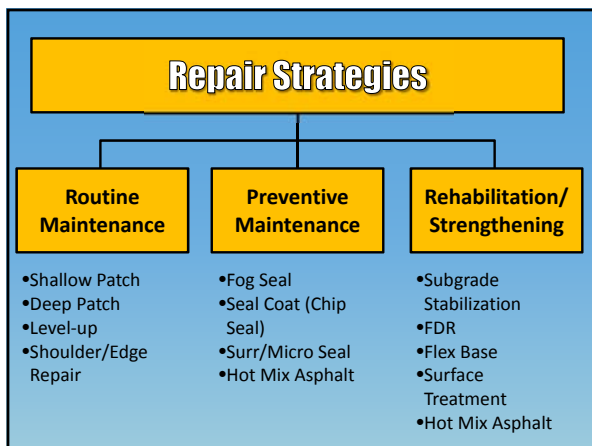 Repair Strategies
Routine
Maintenance
•Shallow Patch
•Deep Patch
•Level-up
•Shoulder/Edge
Repair
Preventive
Maintenance
•Fog Seal
•Seal Coat (Chip
Seal)
•Surr/Micro Seal
•Hot Mix Asphalt
Rehabilitation/
Strengthening
•Subgrade
Stabilization
•FDR
•Flex Base
•Surface
Treatment
•Hot Mix Asphalt